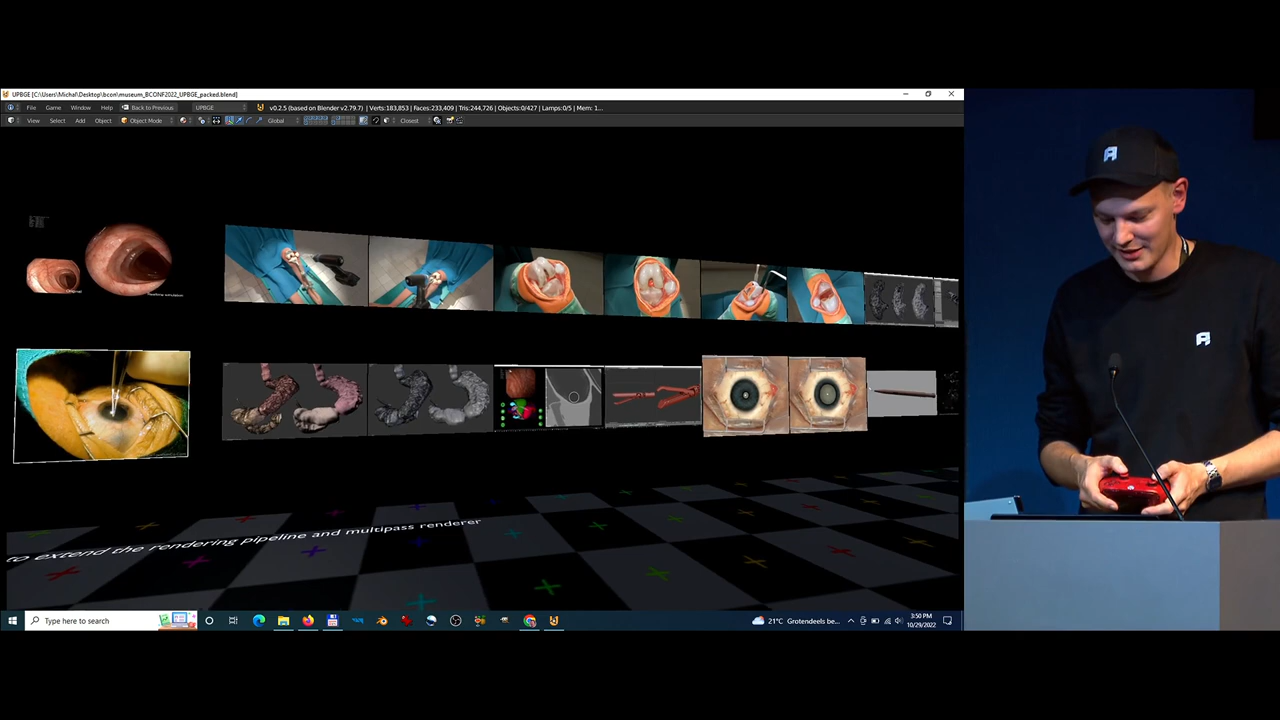 UPBGE [C:\Users\Michal\Desktop\bcon\museum_BCONF2022_UPBGE_packed.blend]
File Game Window Help Back to Previous UPBGE v0.2.5 (based on Blender v2.79.7) | Verts:183,853 | Faces:233,409 | Tris:244,726 | Objects:0/427 | Lamps:0/5 | Mem: 1...
View Select Add Object Object Mode Global Closest
to extend the rendering pipeline and multipass renderer
Type here to search
21°C Grotendeels be...
3:50 PM
10/29/2022